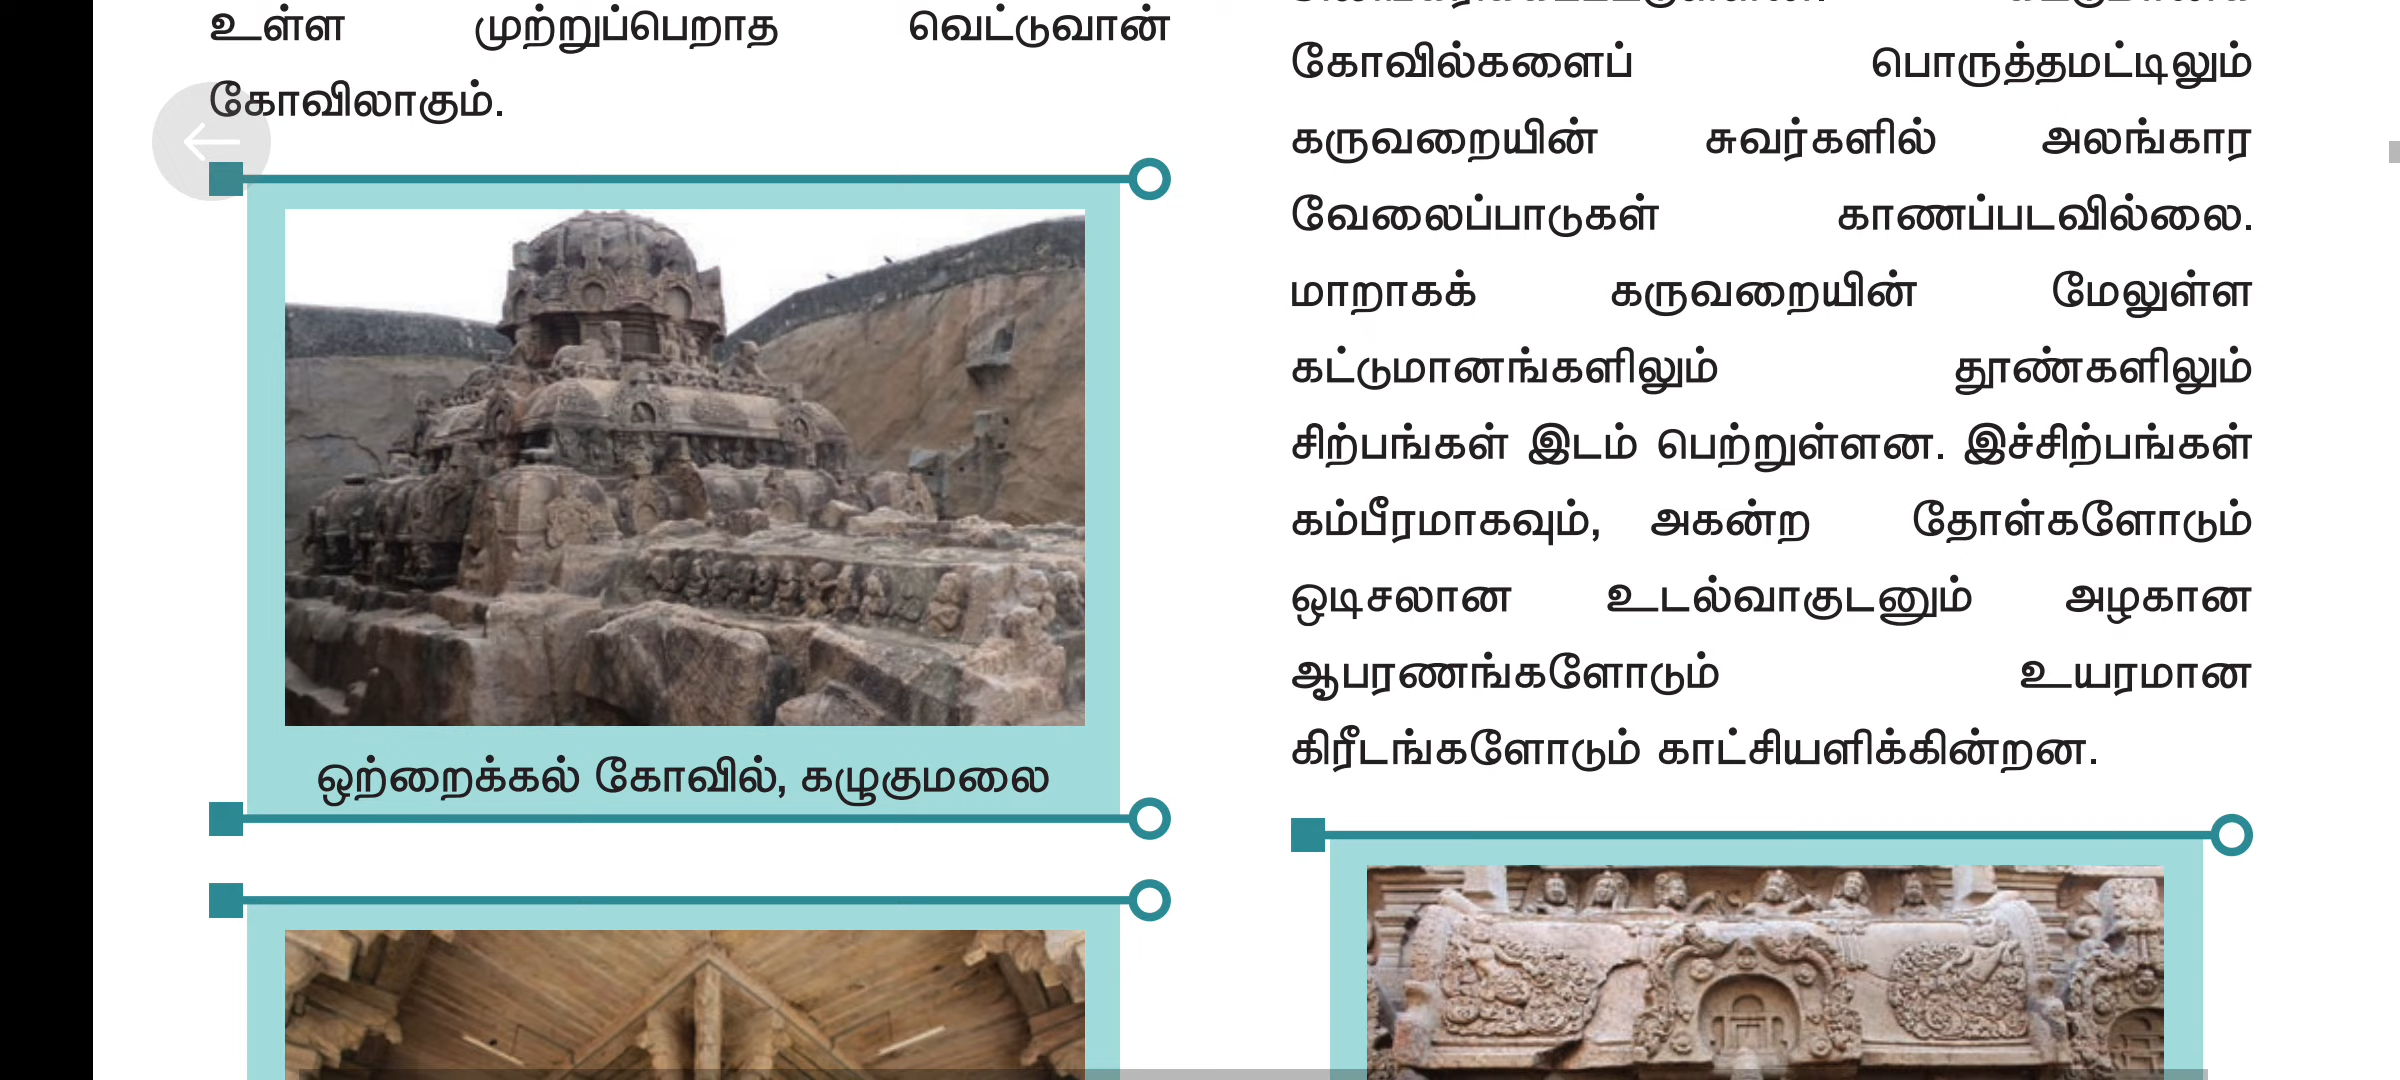 உள்ள முற்றுப்பெறாத வெட்டுவான்
கோவிலாகும்.
ஒற்றைக்கல் கோவில், கழுகுமலை
கோவில்களைப் பொருத்தமட்டிலும்
கருவறையின் சுவர்களில் அலங்கார
வேலைப்பாடுகள் காணப்படவில்லை.
மாறாகக் கருவறையின் மேலுள்ள
கட்டுமானங்களிலும் தூண்களிலும்
சிற்பங்கள் இடம் பெற்றுள்ளன. இச்சிற்பங்கள்
கம்பீரமாகவும், அகன்ற தோள்களோடும்
ஒடிசலான உடல்வாகுடனும் அழகான
ஆபரணங்களோடும் உயரமான
கிரீடங்களோடும் காட்சியளிக்கின்றன.